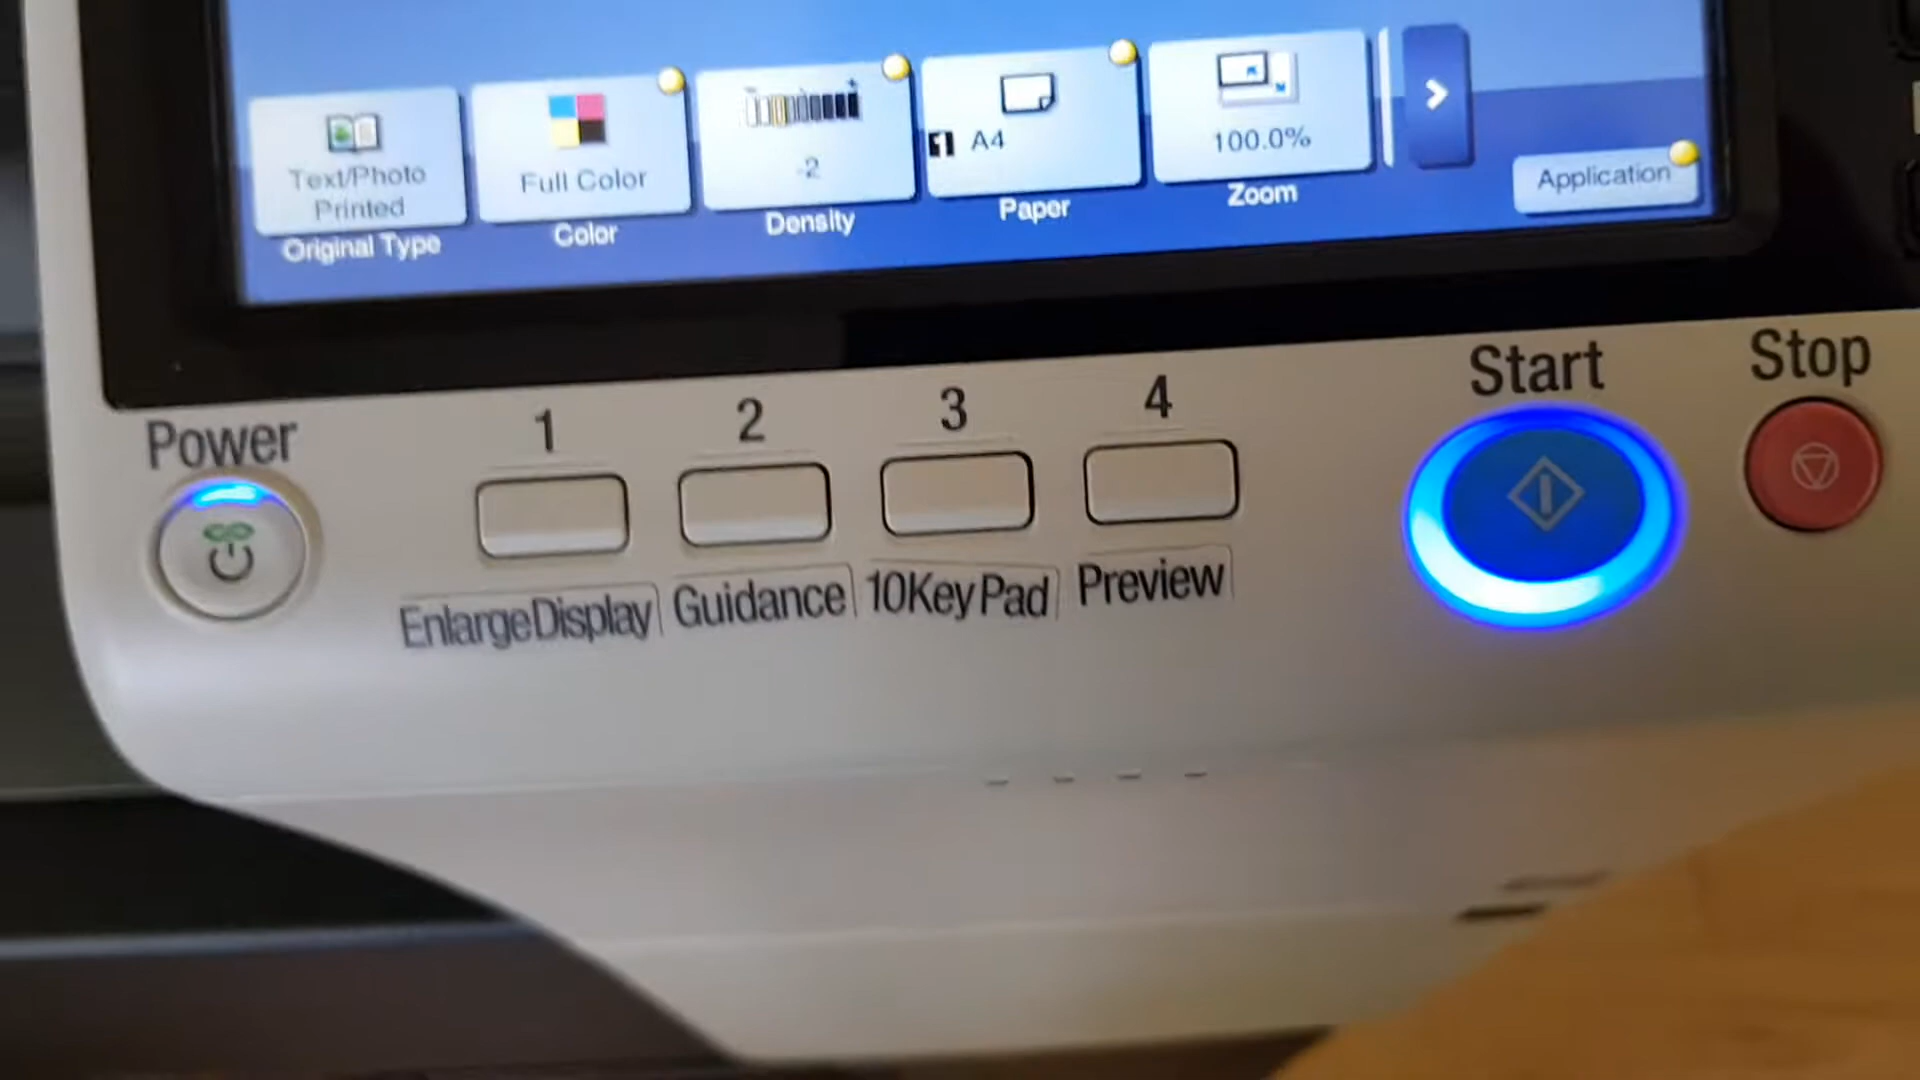 Text/Photo
Printed
Original Type
Full Color
Color
-2
Density
1 A4
Paper
100.0%
Zoom
Application
Power
1
2
3
4
Start
Stop
EnlargeDisplay
Guidance
10KeyPad
Preview